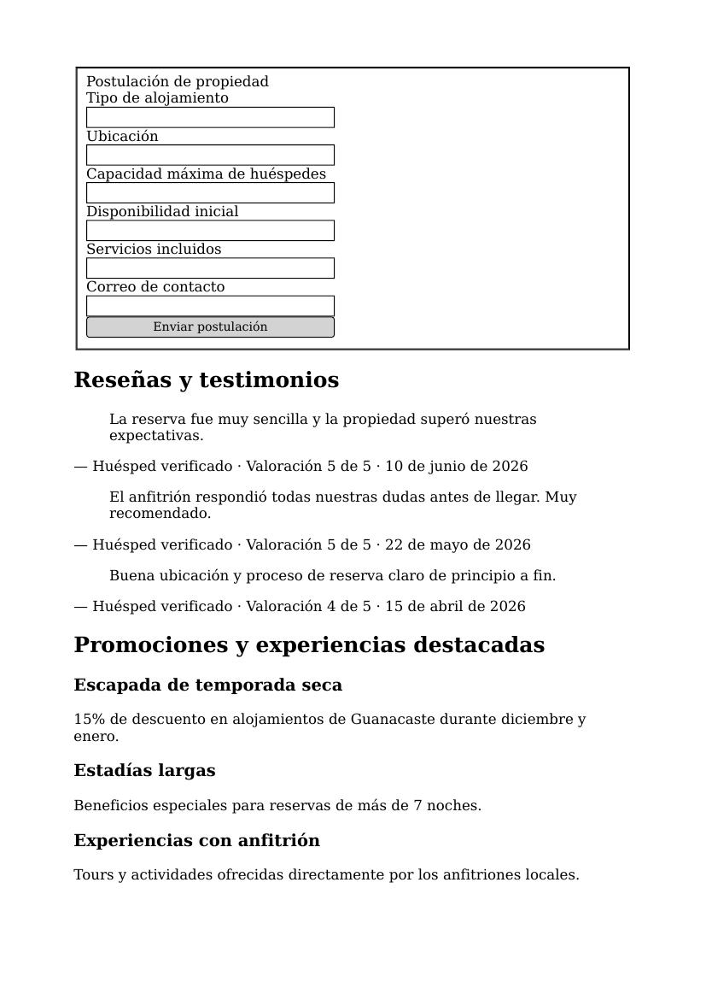 Postulación de propiedad
Tipo de alojamiento
Ubicación
Capacidad máxima de huéspedes
Disponibilidad inicial
Servicios incluidos
Correo de contacto
Enviar postulación
Reseñas y testimonios
La reserva fue muy sencilla y la propiedad superó nuestras
expectativas.
— Huésped verificado · Valoración 5 de 5 · 10 de junio de 2026
El anfitrión respondió todas nuestras dudas antes de llegar. Muy
recomendado.
— Huésped verificado · Valoración 5 de 5 · 22 de mayo de 2026
Buena ubicación y proceso de reserva claro de principio a fin.
— Huésped verificado · Valoración 4 de 5 · 15 de abril de 2026
Promociones y experiencias destacadas
Escapada de temporada seca
15% de descuento en alojamientos de Guanacaste durante diciembre y
enero.
Estadías largas
Beneficios especiales para reservas de más de 7 noches.
Experiencias con anfitrión
Tours y actividades ofrecidas directamente por los anfitriones locales.